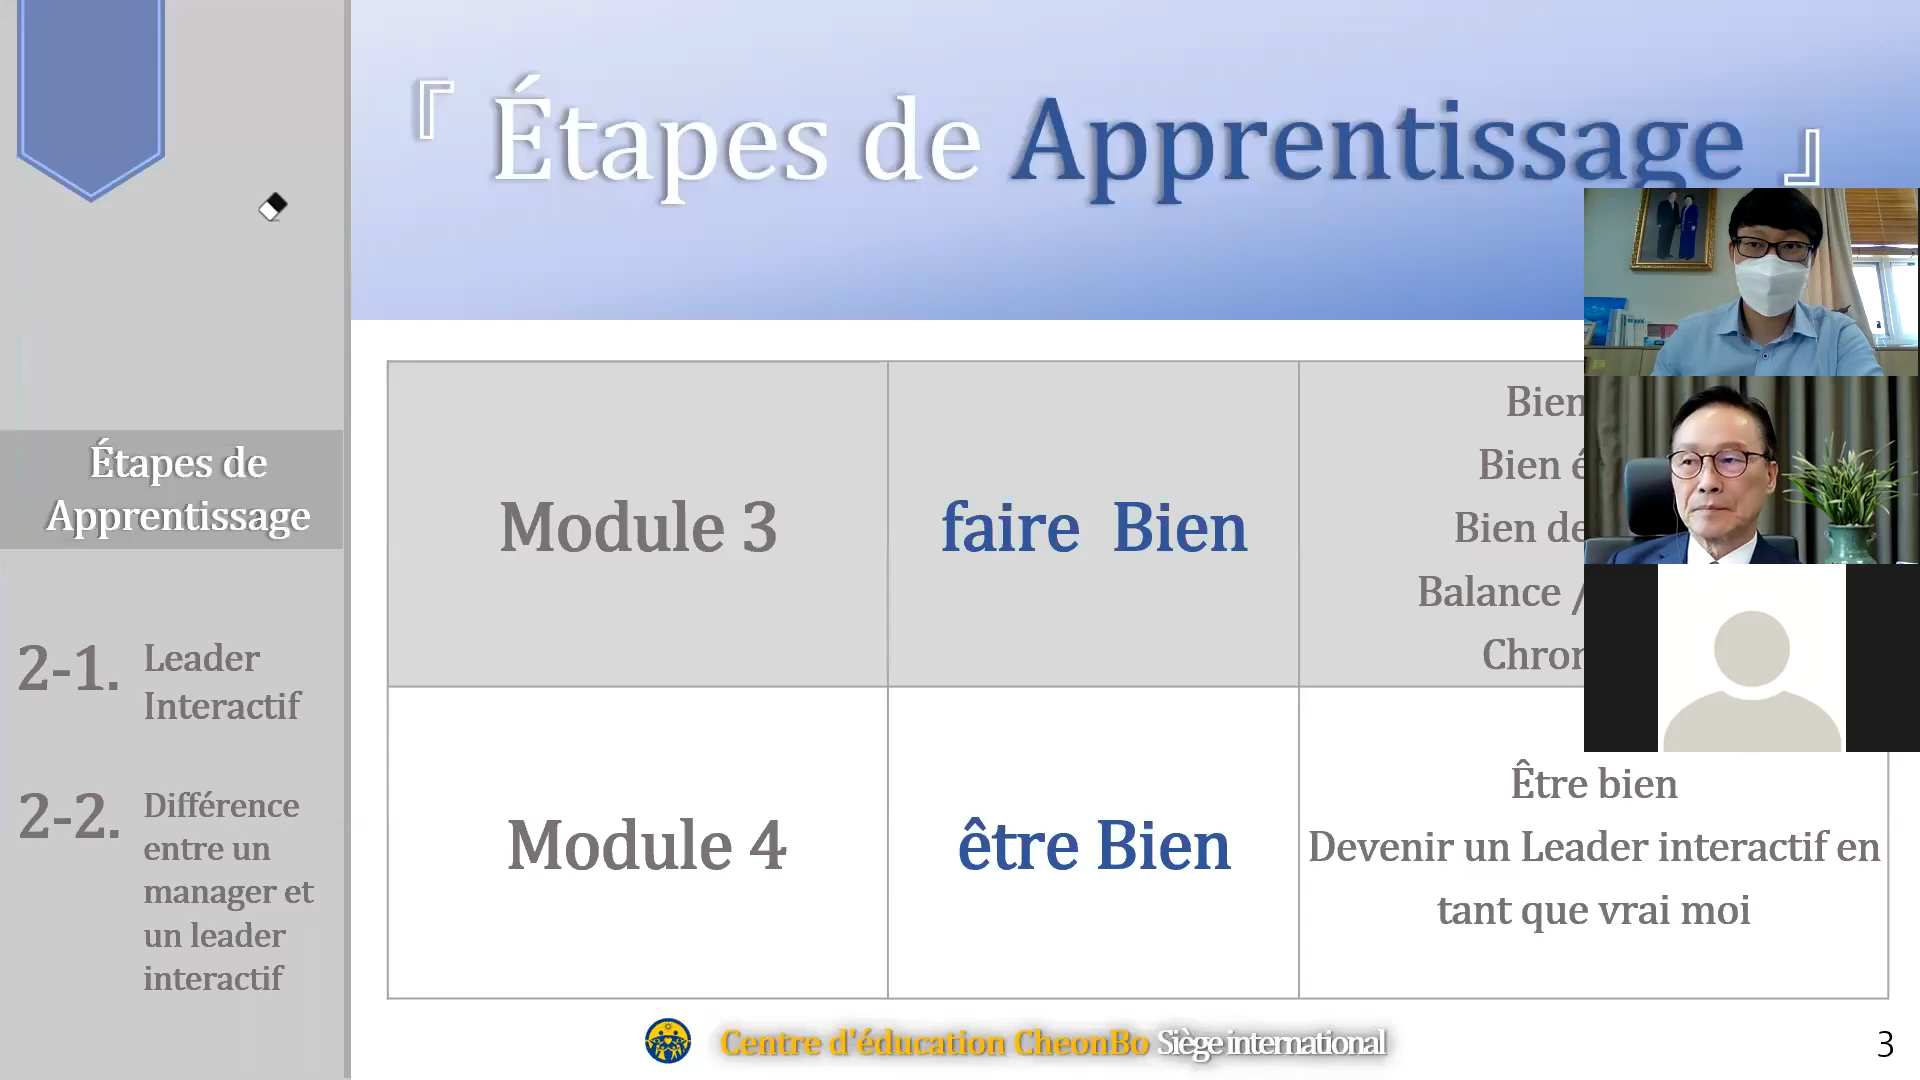 『 Étapes de Apprentissage 』
Étapes de
Apprentissage
2-1. Leader
Interactif
2-2. Différence
entre un
manager et
un leader
interactif
Module 3
faire Bien
Bien
Bien
Bien
Balance /
Module 4
être Bien
Être bien
Devenir un Leader interactif en
tant que vrai moi
Centre d'éducation CheonBo Siège international
3